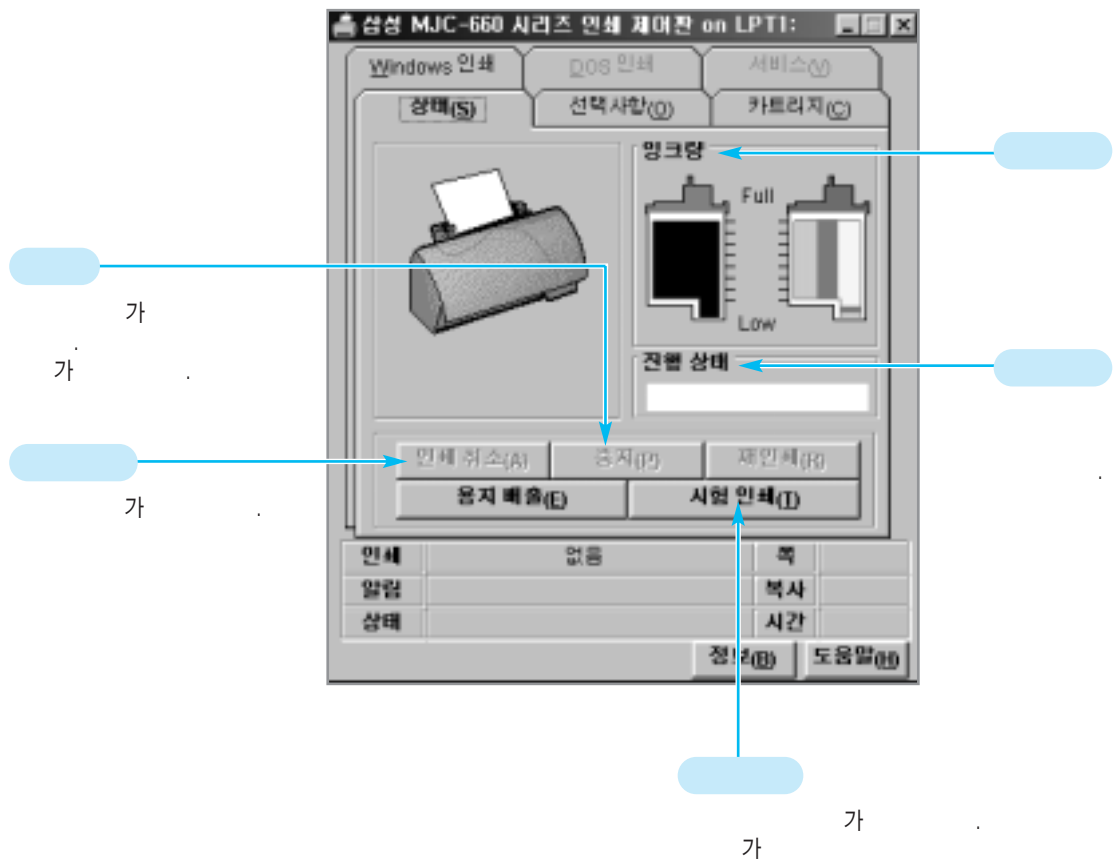 삼성 MJC-660 시리즈 인쇄 제어판 on LPT1:
Windows 인쇄 DOS 인쇄 서비스(V)
상태(S) 선택사항(O) 카트리지(C)
잉크량
Full
Low
가
.
가 .
진행 상태
인쇄 취소(A) 중지(P) 재인쇄(R)
.
용지 배출(E) 시험 인쇄(T)
가 .
인쇄 없음 쪽
알림 복사
상태 시간
정보(B) 도움말(H)
가 .
가